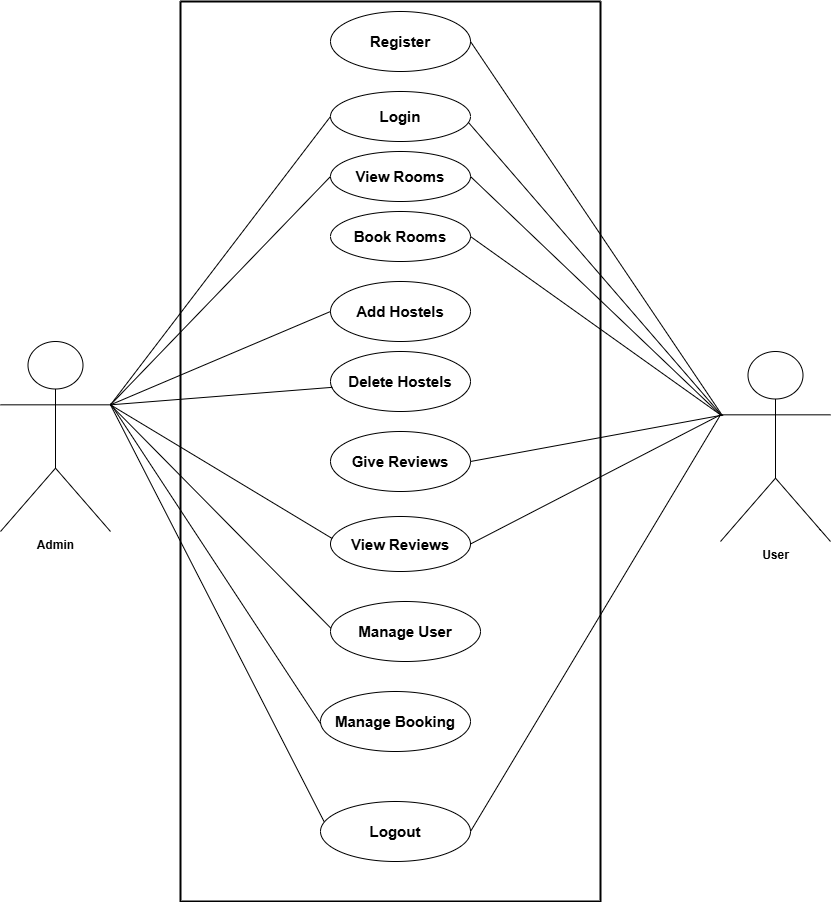 Register
Login
View Rooms
Book Rooms
Add Hostels
Delete Hostels
Give Reviews
View Reviews
Admin
User
Manage User
Manage Booking
Logout